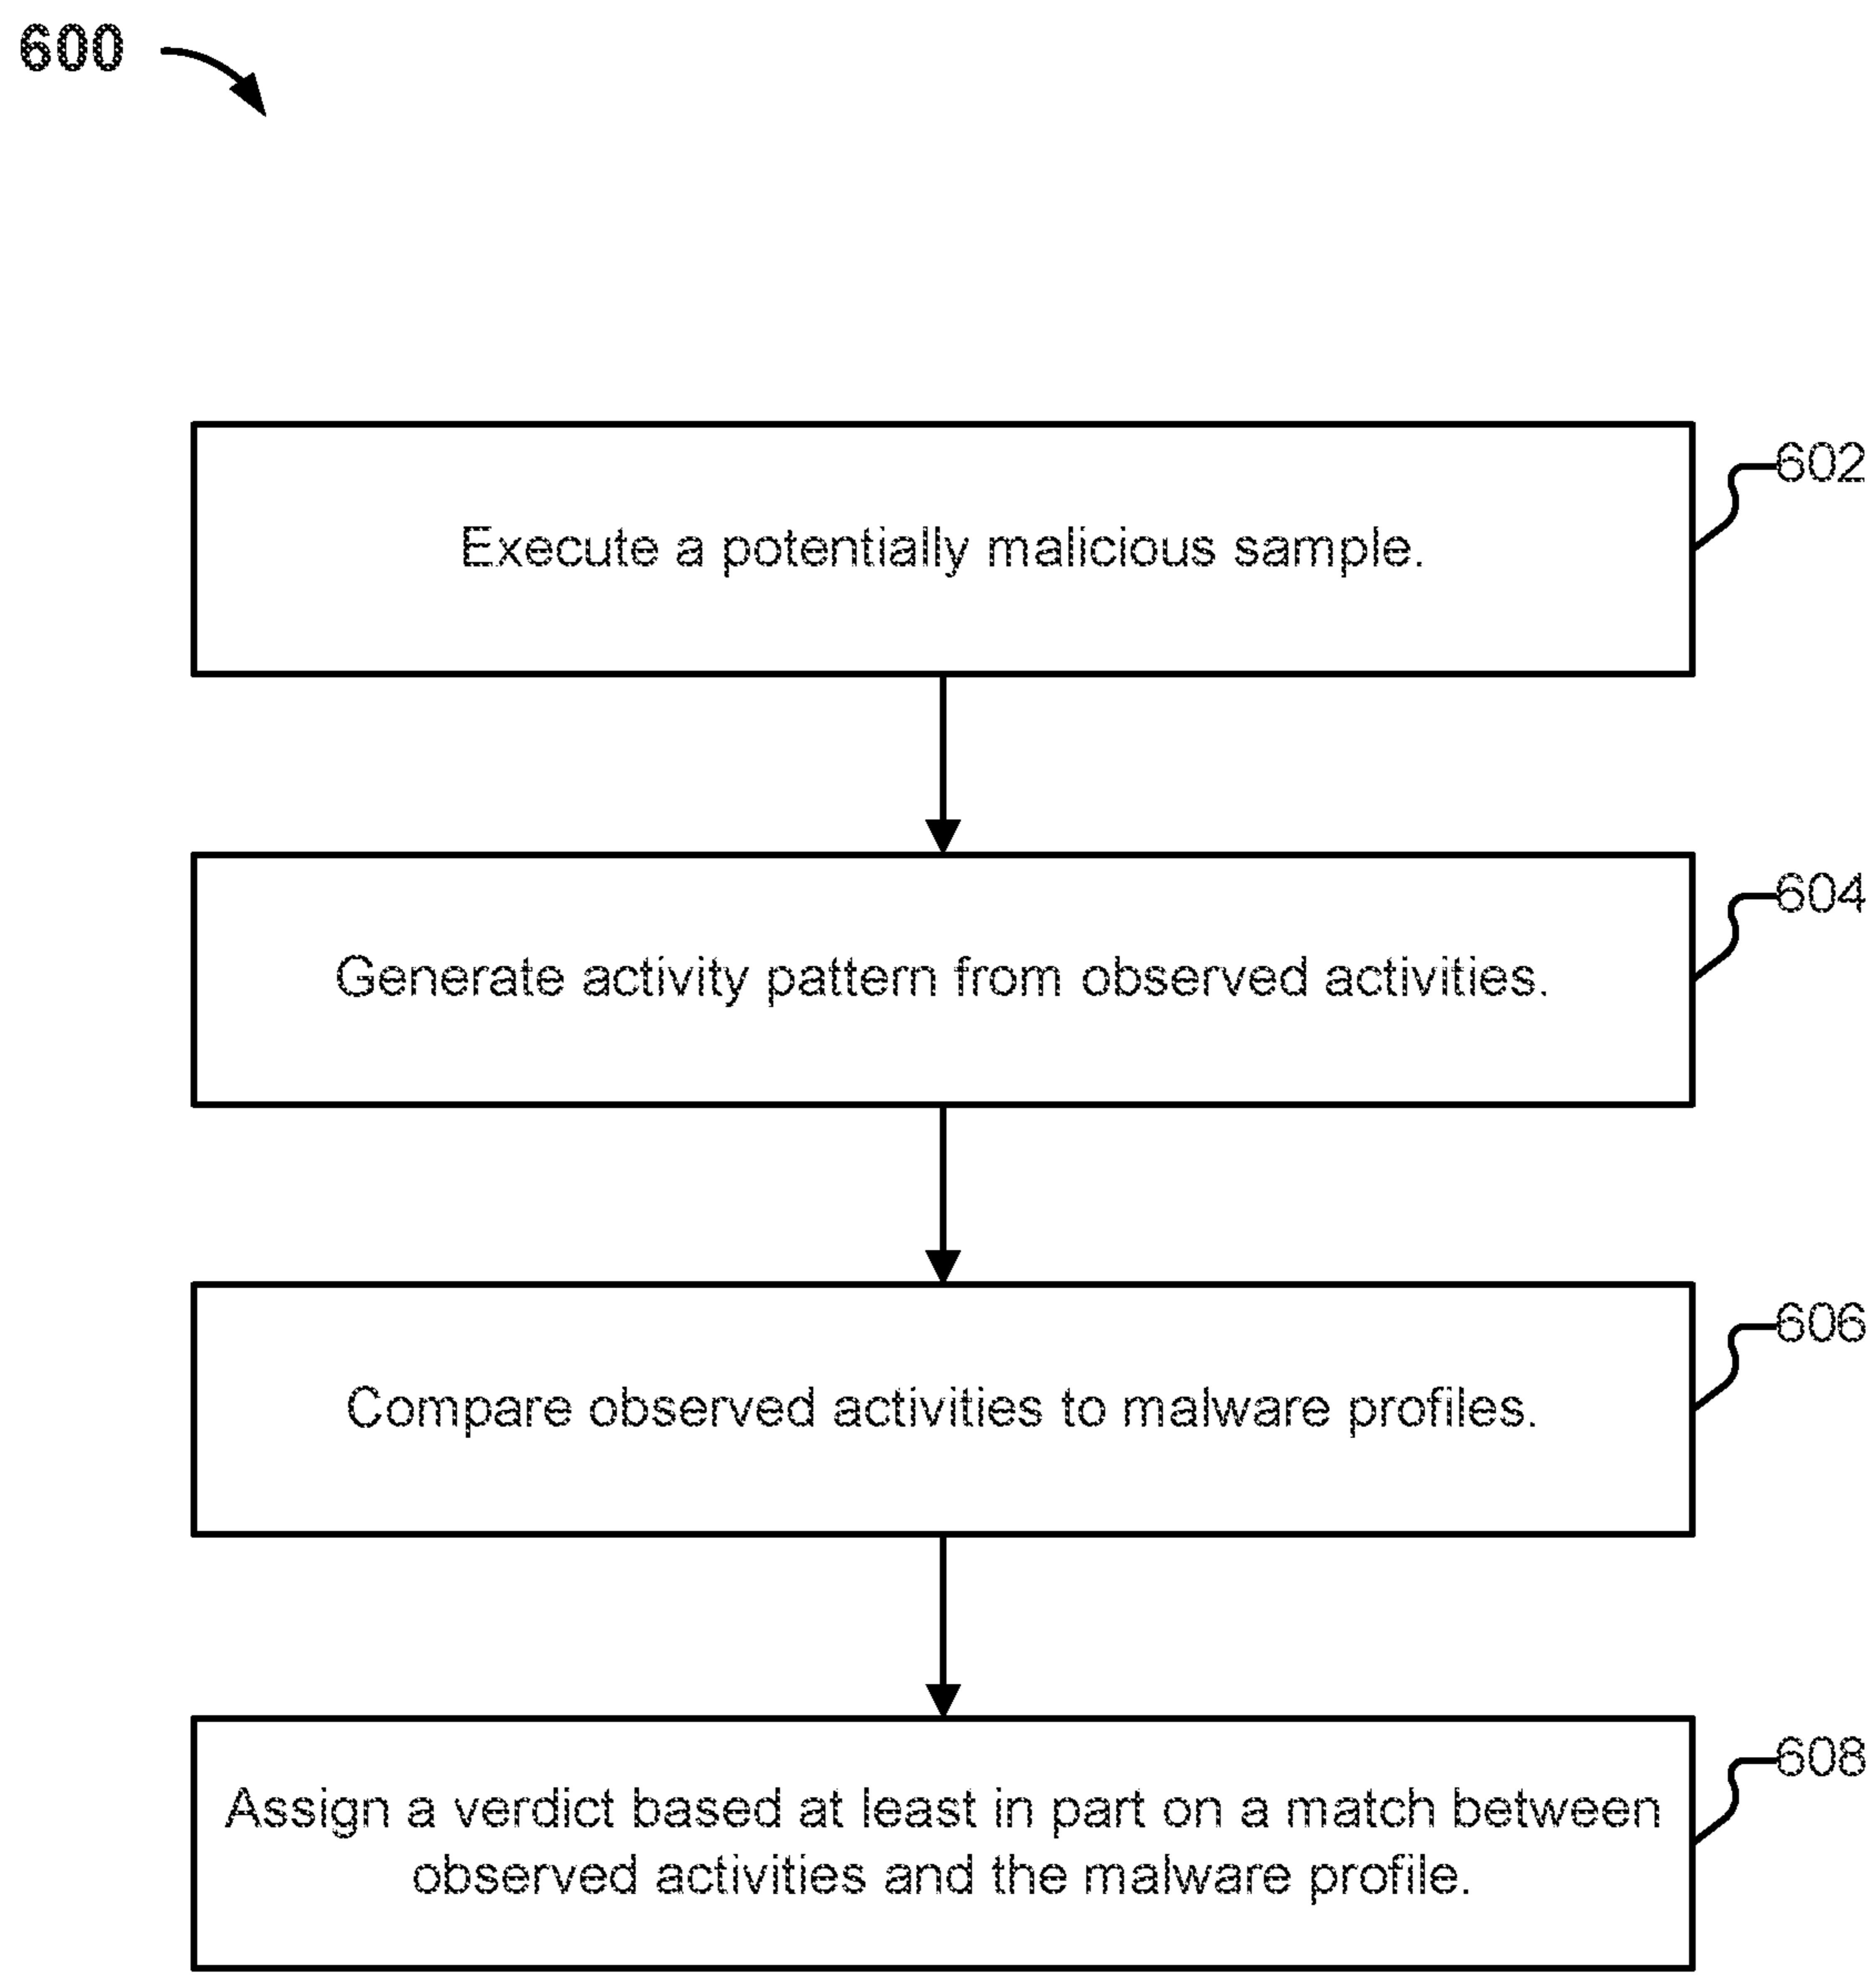 600
602
Execute a potentially malicious sample.
604
Generate activity pattern from observed activities.
606
Compare observed activities to malware profiles.
608
Assign a verdict based at least in part on a match between
observed activities and the malware profile.